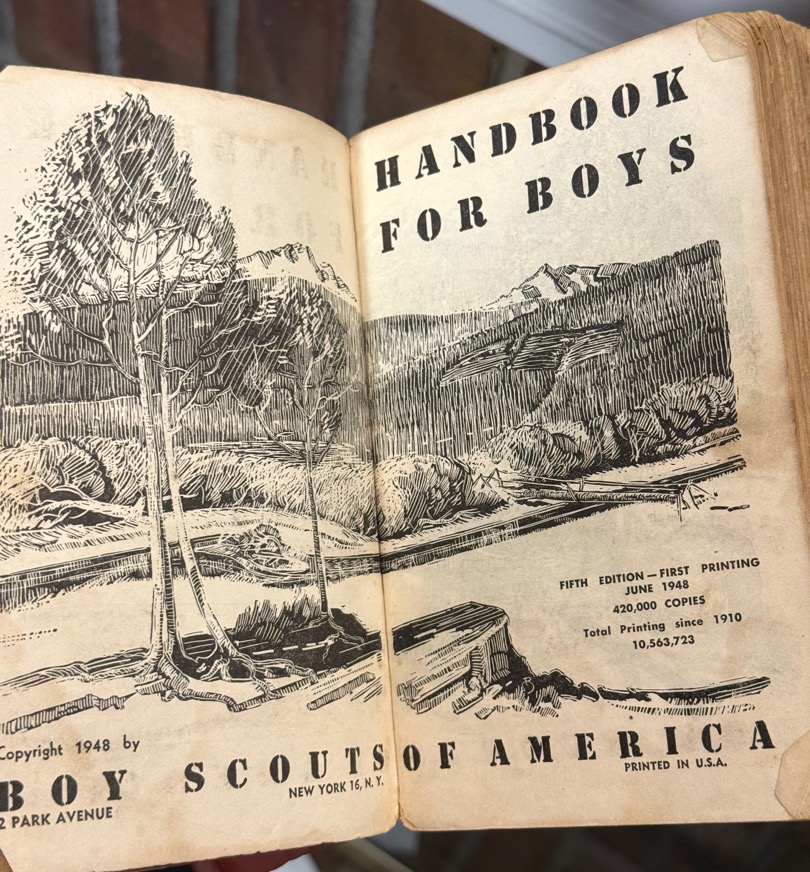 HANDBOOK
FOR BOYS
FIFTH EDITION—FIRST PRINTING
JUNE 1948
420,000 COPIES
Total Printing since 1910
10,563,723
Copyright 1948 by
BOY SCOUTS OF AMERICA
2 PARK AVENUE
NEW YORK 16, N. Y.
PRINTED IN U.S.A.